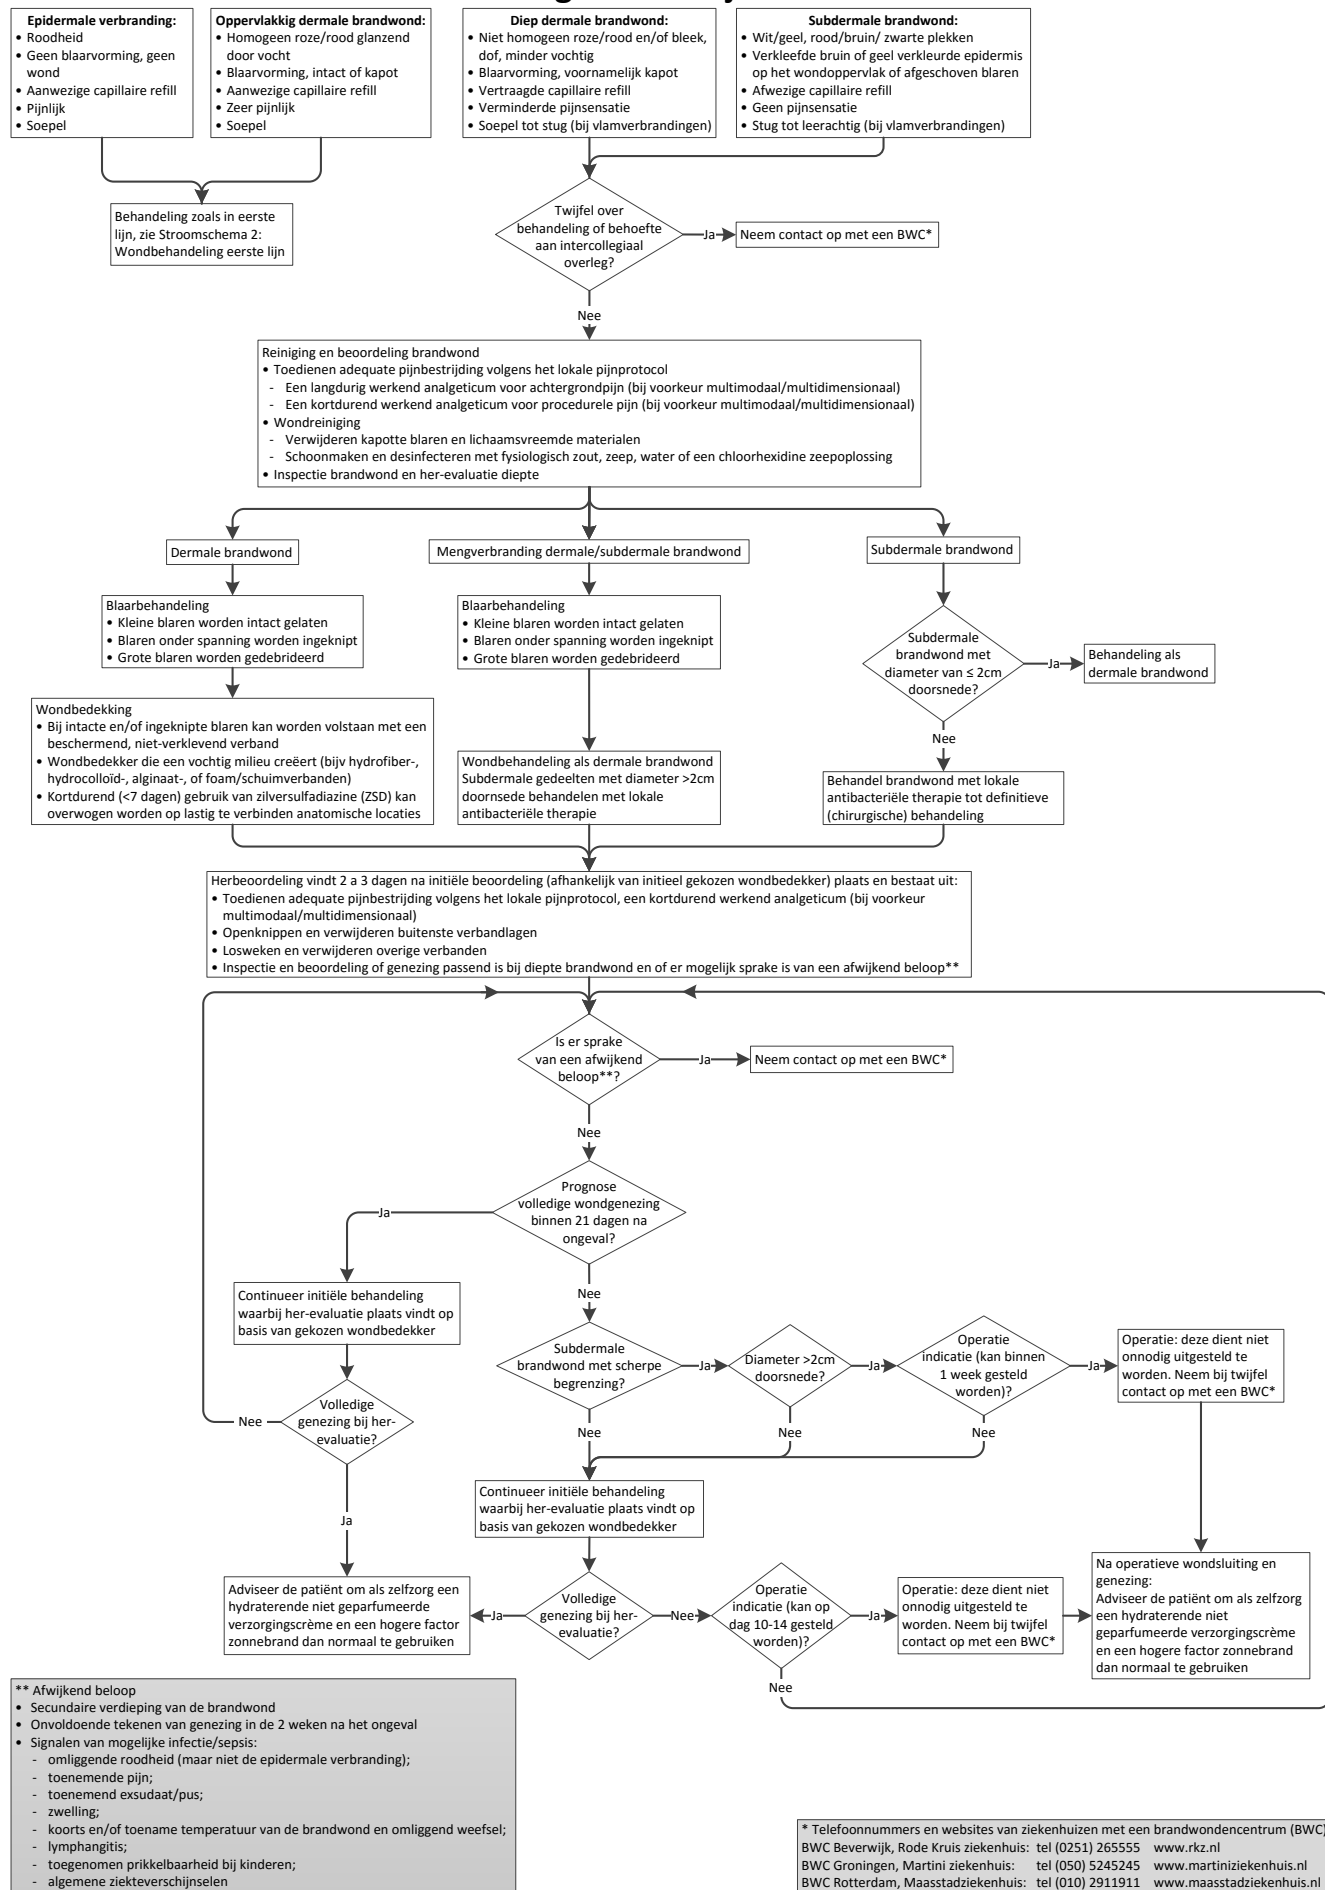 Epidermale verbranding:
• Roodheid
• Geen blaarvorming, geen
wond
• Aanwezige capillaire refill
• Pijnlijk
• Soepel
Oppervlakkig dermale brandwond:
• Homogeen roze/rood glanzend
door vocht
• Blaarvorming, intact of kapot
• Aanwezige capillaire refill
• Zeer pijnlijk
• Soepel
Diep dermale brandwond:
• Niet homogeen roze/rood en/of bleek,
dof, minder vochtig
• Blaarvorming, voornamelijk kapot
• Vertraagde capillaire refill
• Verminderde pijnsensatie
• Soepel tot stug (bij vlamverbrandingen)
Subdermale brandwond:
• Wit/geel, rood/bruin/ zwarte plekken
• Verkleefde bruin of geel verkleurde epidermis
op het wondoppervlak of afgeschoven blaren
• Afwezige capillaire refill
• Geen pijnsensatie
• Stug tot leerachtig (bij vlamverbrandingen)
Behandeling zoals in eerste
lijn, zie Stroomschema 2:
Wondbehandeling eerste lijn
Twijfel over
behandeling of behoefte
aan intercollegiaal
overleg?
Ja
Neem contact op met een BWC*
Nee
Reiniging en beoordeling brandwond
• Toedienen adequate pijnbestrijding volgens het lokale pijnprotocol
- Een langdurig werkend analgeticum voor achtergrondpijn (bij voorkeur multimodaal/multidimensionaal)
- Een kortdurend werkend analgeticum voor procedurele pijn (bij voorkeur multimodaal/multidimensionaal)
• Wondreiniging
- Verwijderen kapotte blaren en lichaamsvreemde materialen
- Schoonmaken en desinfecteren met fysiologisch zout, zeep, water of een chloorhexidine zeepoplossing
• Inspectie brandwond en her-evaluatie diepte
Dermale brandwond
Mengverbranding dermale/subdermale brandwond
Subdermale brandwond
Blaarbehandeling
• Kleine blaren worden intact gelaten
• Blaren onder spanning worden ingeknipt
• Grote blaren worden gedebrideerd
Blaarbehandeling
• Kleine blaren worden intact gelaten
• Blaren onder spanning worden ingeknipt
• Grote blaren worden gedebrideerd
Subdermale
brandwond met
diameter van ≤ 2cm
doorsnede?
Ja
Behandeling als
dermale brandwond
Nee
Wondbedekking
• Bij intacte en/of ingeknipte blaren kan worden volstaan met een
beschermend, niet-verklevend verband
• Wondbedekker die een vochtig milieu creëert (bijv hydrofiber-,
hydrocolloïd-, alginaat-, of foam/schuimverbanden)
• Kortdurend (<7 dagen) gebruik van zilversulfadiazine (ZSD) kan
overwogen worden op lastig te verbinden anatomische locaties
Wondbehandeling als dermale brandwond
Subdermale gedeelten met diameter >2cm
doornsede behandelen met lokale
antibacteriële therapie
Behandel brandwond met lokale
antibacteriële therapie tot definitieve
(chirurgische) behandeling
Herbeoordeling vindt 2 a 3 dagen na initiële beoordeling (afhankelijk van initieel gekozen wondbedekker) plaats en bestaat uit:
• Toedienen adequate pijnbestrijding volgens het lokale pijnprotocol, een kortdurend werkend analgeticum (bij voorkeur
multimodaal/multidimensionaal)
• Openknippen en verwijderen buitenste verbandlagen
• Losweken en verwijderen overige verbanden
• Inspectie en beoordeling of genezing passend is bij diepte brandwond en of er mogelijk sprake is van een afwijkend beloop**
Is er sprake
van een afwijkend
beloop**?
Ja
Neem contact op met een BWC*
Nee
Prognose
volledige wondgenezing
binnen 21 dagen na
ongeval?
Ja
Nee
Continueer initiële behandeling
waarbij her-evaluatie plaats vindt op
basis van gekozen wondbedekker
Subdermale
brandwond met scherpe
begrenzing?
Ja
Diameter >2cm
doorsnede?
Ja
Operatie
indicatie (kan binnen
1 week gesteld
worden)?
Ja
Operatie: deze dient niet
onnodig uitgesteld te
worden. Neem bij twijfel
contact op met een BWC*
Volledige
genezing bij her-
evaluatie?
Nee
Nee
Nee
Nee
Ja
Continueer initiële behandeling
waarbij her-evaluatie plaats vindt op
basis van gekozen wondbedekker
Adviseer de patiënt om als zelfzorg een
hydraterende niet geparfumeerde
verzorgingscrème en een hogere factor
zonnebrand dan normaal te gebruiken
Ja
Volledige
genezing bij her-
evaluatie?
Nee
Operatie
indicatie (kan op
dag 10-14 gesteld
worden)?
Ja
Operatie: deze dient niet
onnodig uitgesteld te
worden. Neem bij twijfel
contact op met een BWC*
Na operatieve wondsluiting en
genezing:
Adviseer de patiënt om als zelfzorg
een hydraterende niet
geparfumeerde verzorgingscrème
en een hogere factor zonnebrand
dan normaal te gebruiken
Nee
** Afwijkend beloop
• Secundaire verdieping van de brandwond
• Onvoldoende tekenen van genezing in de 2 weken na het ongeval
• Signalen van mogelijke infectie/sepsis:
- omliggende roodheid (maar niet de epidermale verbranding);
- toenemende pijn;
- toenemend exsudaat/pus;
- zwelling;
- koorts en/of toename temperatuur van de brandwond en omliggend weefsel;
- lymphangitis;
- toegenomen prikkelbaarheid bij kinderen;
- algemene ziekteverschijnselen
* Telefoonnummers en websites van ziekenhuizen met een brandwondencentrum (BWC)
BWC Beverwijk, Rode Kruis ziekenhuis: tel (0251) 265555 www.rkz.nl
BWC Groningen, Martini ziekenhuis: tel (050) 5245245 www.martiniziekenhuis.nl
BWC Rotterdam, Maasstadziekenhuis: tel (010) 2911911 www.maasstadziekenhuis.nl